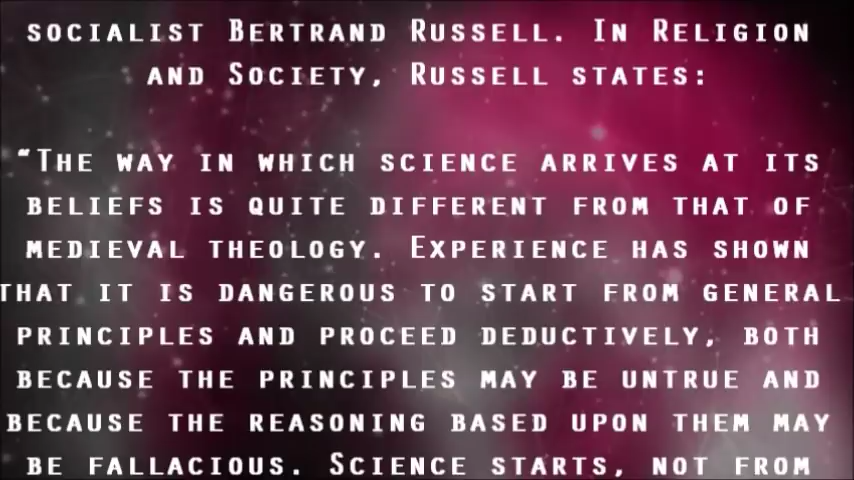 socialist Bertrand Russell. In Religion
and Society, Russell states:
“The way in which science arrives at its
beliefs is quite different from that of
medieval theology. Experience has shown
that it is dangerous to start from general
principles and proceed deductively, both
because the principles may be untrue and
because the reasoning based upon them may
be fallacious. Science starts, not from